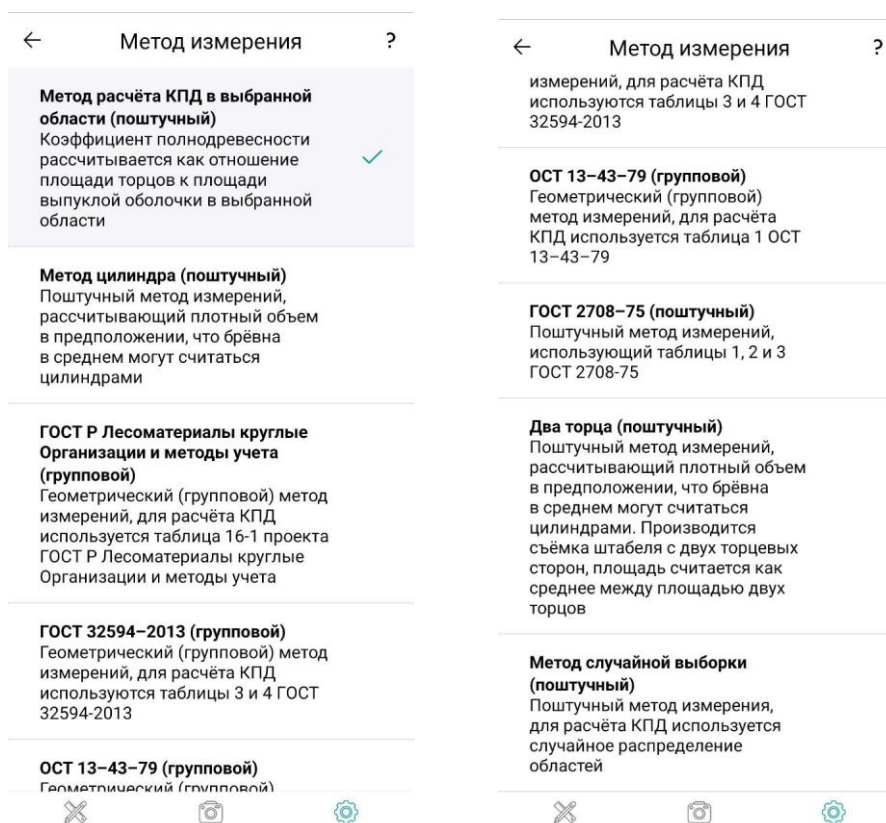 ← Метод измерения ?
Метод расчёта КПД в выбранной
области (поштучный)
Коэффициент полнодревесности
рассчитывается как отношение
площади торцов к площади
выпуклой оболочки в выбранной
области
Метод цилиндра (поштучный)
Поштучный метод измерений,
рассчитывающий плотный объем
в предположении, что брёвна
в среднем могут считаться
цилиндрами
ГОСТ Р Лесоматериалы круглые
Организации и методы учета
(групповой)
Геометрический (групповой) метод
измерений, для расчёта КПД
используется таблица 16-1 проекта
ГОСТ Р Лесоматериалы круглые
Организации и методы учета
ГОСТ 32594–2013 (групповой)
Геометрический (групповой) метод
измерений, для расчёта КПД
используются таблицы 3 и 4 ГОСТ
32594-2013
ОСТ 13–43–79 (групповой)
Геометрический (групповой)
← Метод измерения ?
измерений, для расчёта КПД
используются таблицы 3 и 4 ГОСТ
32594-2013
ОСТ 13–43–79 (групповой)
Геометрический (групповой)
метод измерений, для расчёта
КПД используется таблица 1 ОСТ
13–43–79
ГОСТ 2708–75 (поштучный)
Поштучный метод измерений,
использующий таблицы 1, 2 и 3
ГОСТ 2708-75
Два торца (поштучный)
Поштучный метод измерений,
рассчитывающий плотный объем
в предположении, что брёвна
в среднем могут считаться
цилиндрами. Производится
съёмка штабеля с двух торцевых
сторон, площадь считается как
среднее между площадью двух
торцов
Метод случайной выборки
(поштучный)
Поштучный метод измерения,
для расчёта КПД используется
случайное распределение
областей